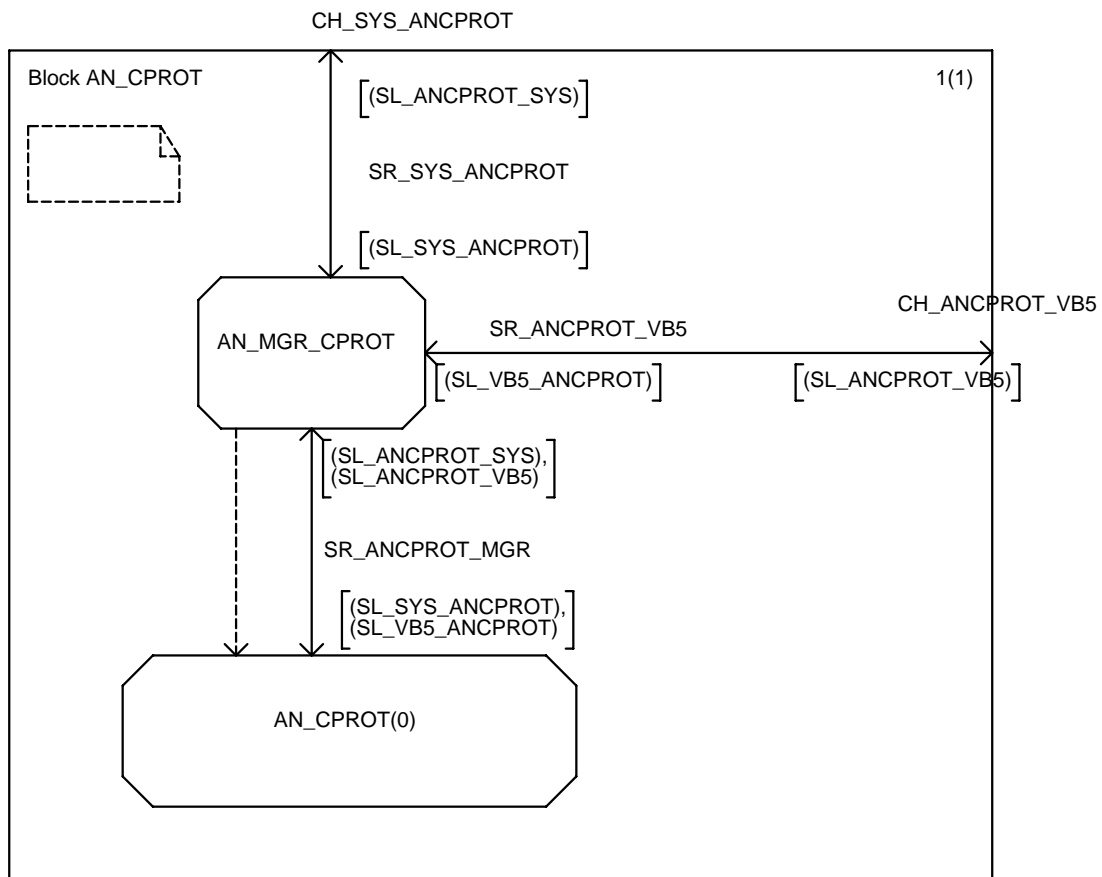 CH_SYS_ANCPROT
Block AN_CPROT
1(1)
(SL_ANCPROT_SYS)
SR_SYS_ANCPROT
(SL_SYS_ANCPROT)
CH_ANCPROT_VB5
SR_ANCPROT_VB5
AN_MGR_CPROT
(SL_VB5_ANCPROT)
(SL_ANCPROT_VB5)
(SL_ANCPROT_SYS),
(SL_ANCPROT_VB5)
SR_ANCPROT_MGR
(SL_SYS_ANCPROT),
(SL_VB5_ANCPROT)
AN_CPROT(0)